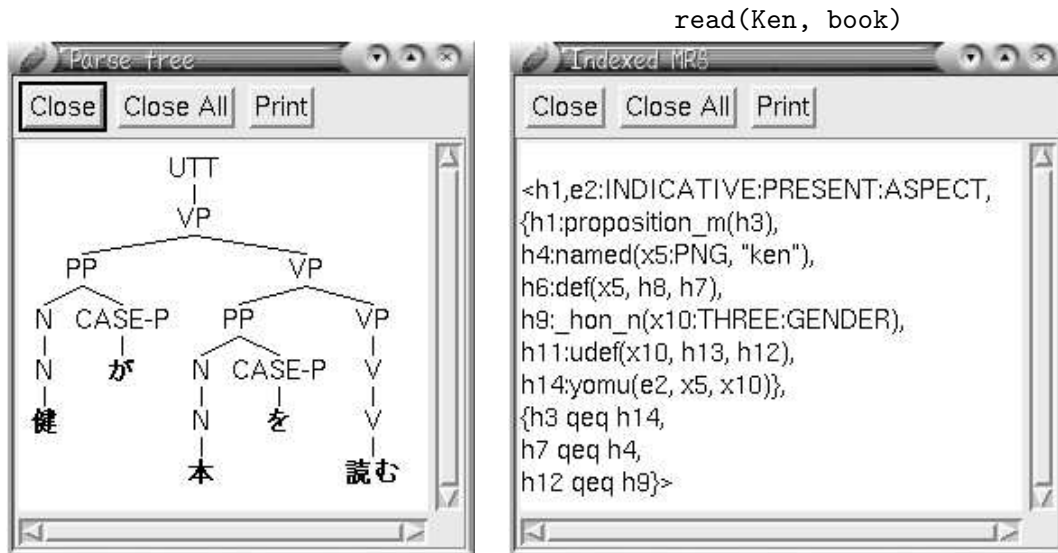 read(Ken, book)
Parse tree
Close Close All Print
UTT
VP
PP VP
N CASE-P PP VP
N が N CASE-P V
健 N を V
本 読む
Indexed MRS
Close Close All Print
<h1,e2:INDICATIVE:PRESENT:ASPECT,
{h1:proposition_m(h3),
h4:named(x5:PNG, "ken"),
h6:def(x5, h8, h7),
h9:_hon_n(x10:THREE:GENDER),
h11:udef(x10, h13, h12),
h14:yomu(e2, x5, x10)},
{h3 qeq h14,
h7 qeq h4,
h12 qeq h9}>